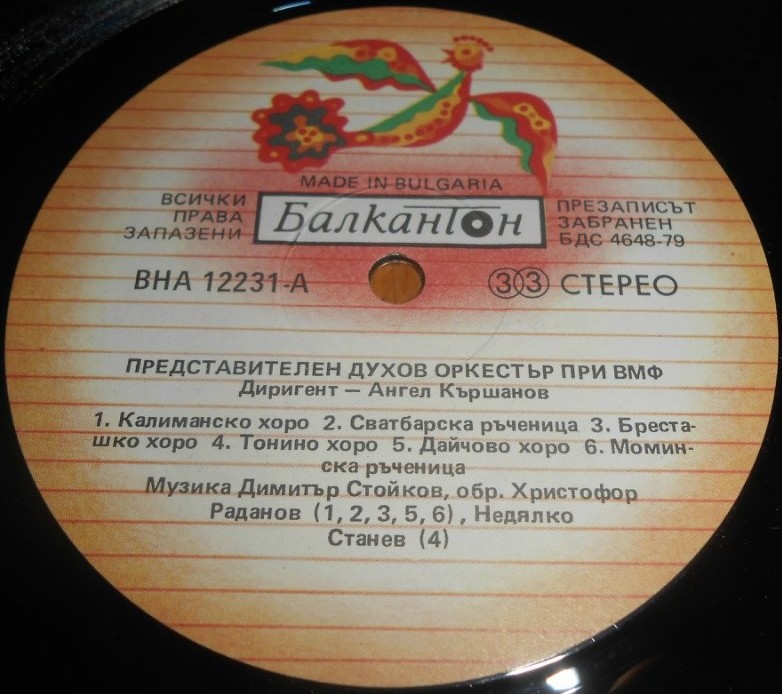 MADE IN BULGARIA
ВСИЧКИ
ПРАВА
ЗАПАЗЕНИ
Балкантон
ПРЕЗАПИСЪТ
ЗАБРАНЕН
БДС 4648-79
ВНА 12231-А
33 СТЕРЕО
ПРЕДСТАВИТЕЛЕН ДУХОВ ОРКЕСТЪР ПРИ ВМФ
Диригент — Ангел Кършанов
1. Калиманско хоро 2. Сватбарска ръченица 3. Бреста-
шко хоро 4. Тонино хоро 5. Дайчово хоро 6. Момин-
ска ръченица
Музика Димитър Стойков, обр. Христофор
Раданов (1, 2, 3, 5, 6) , Недялко
Станев (4)